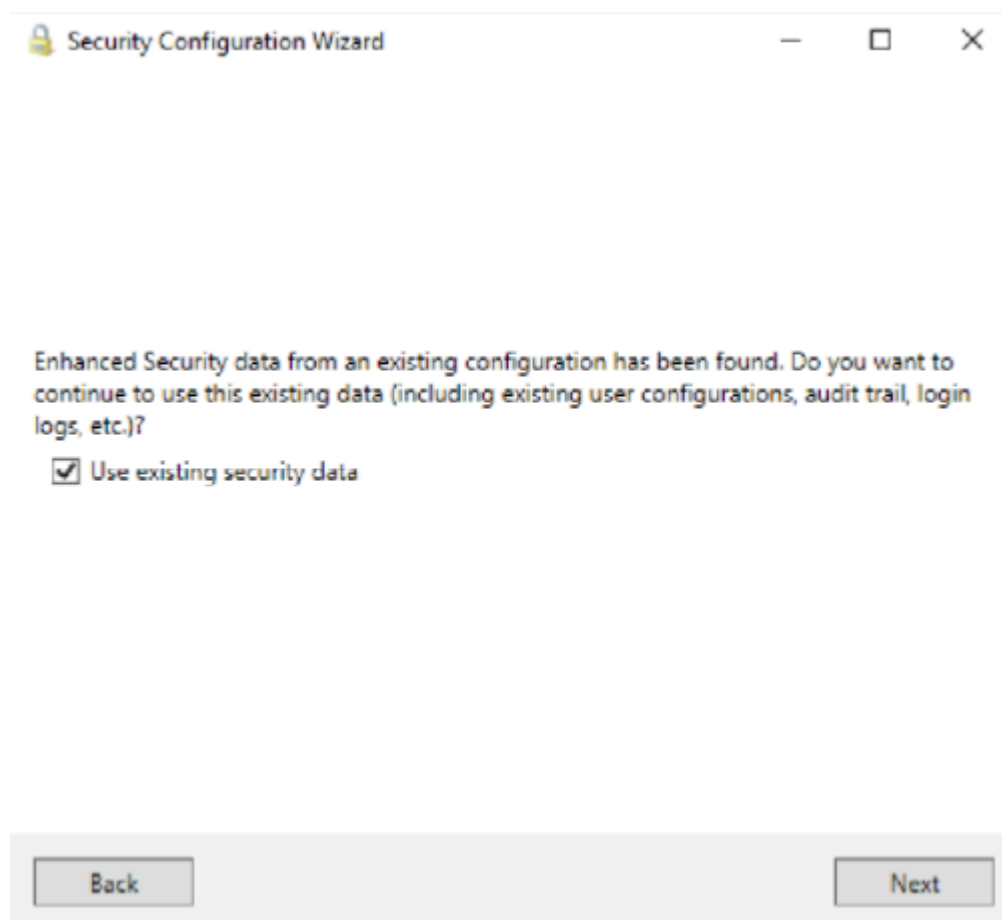 Security Configuration Wizard
Enhanced Security data from an existing configuration has been found. Do you want to
continue to use this existing data (including existing user configurations, audit trail, login
logs, etc.)?
Use existing security data
Back
Next